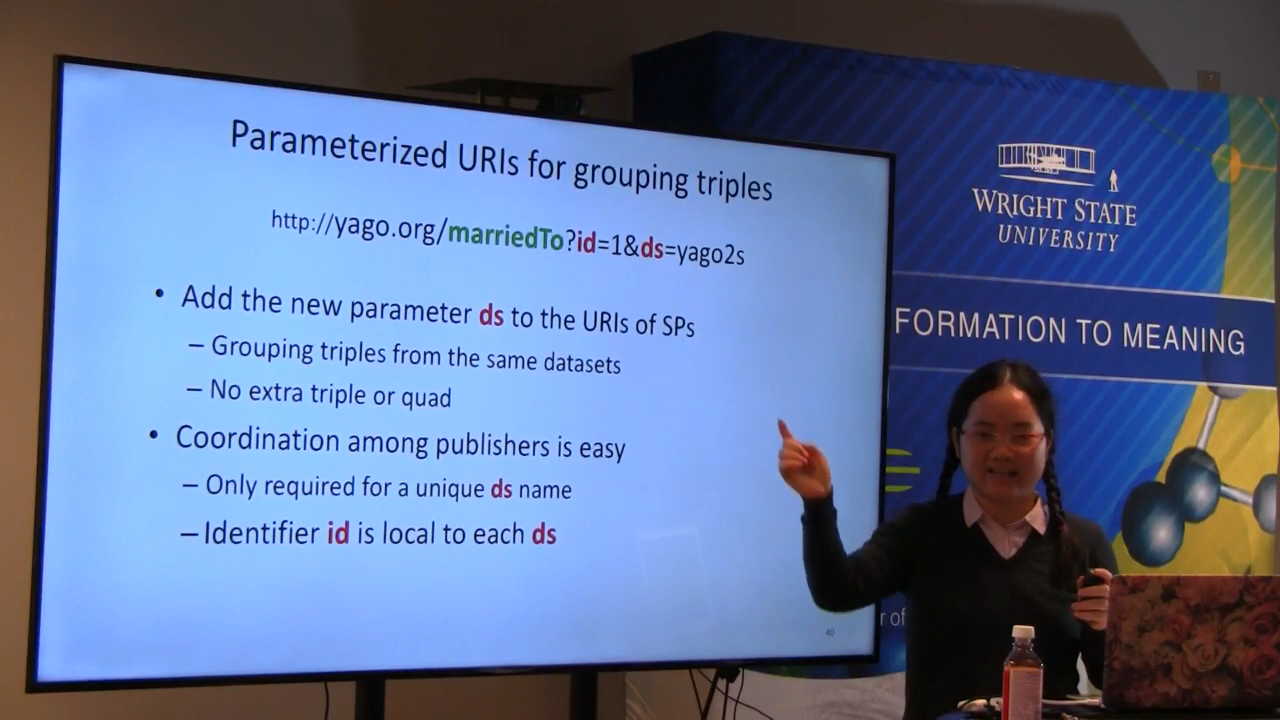 Parameterized URIs for grouping triples
http://yago.org/marriedTo?id=1&ds=yago2s
• Add the new parameter ds to the URIs of SPs
– Grouping triples from the same datasets
– No extra triple or quad
• Coordination among publishers is easy
– Only required for a unique ds name
– Identifier id is local to each ds
40
WRIGHT STATE
UNIVERSITY
FORMATION TO MEANING
r of